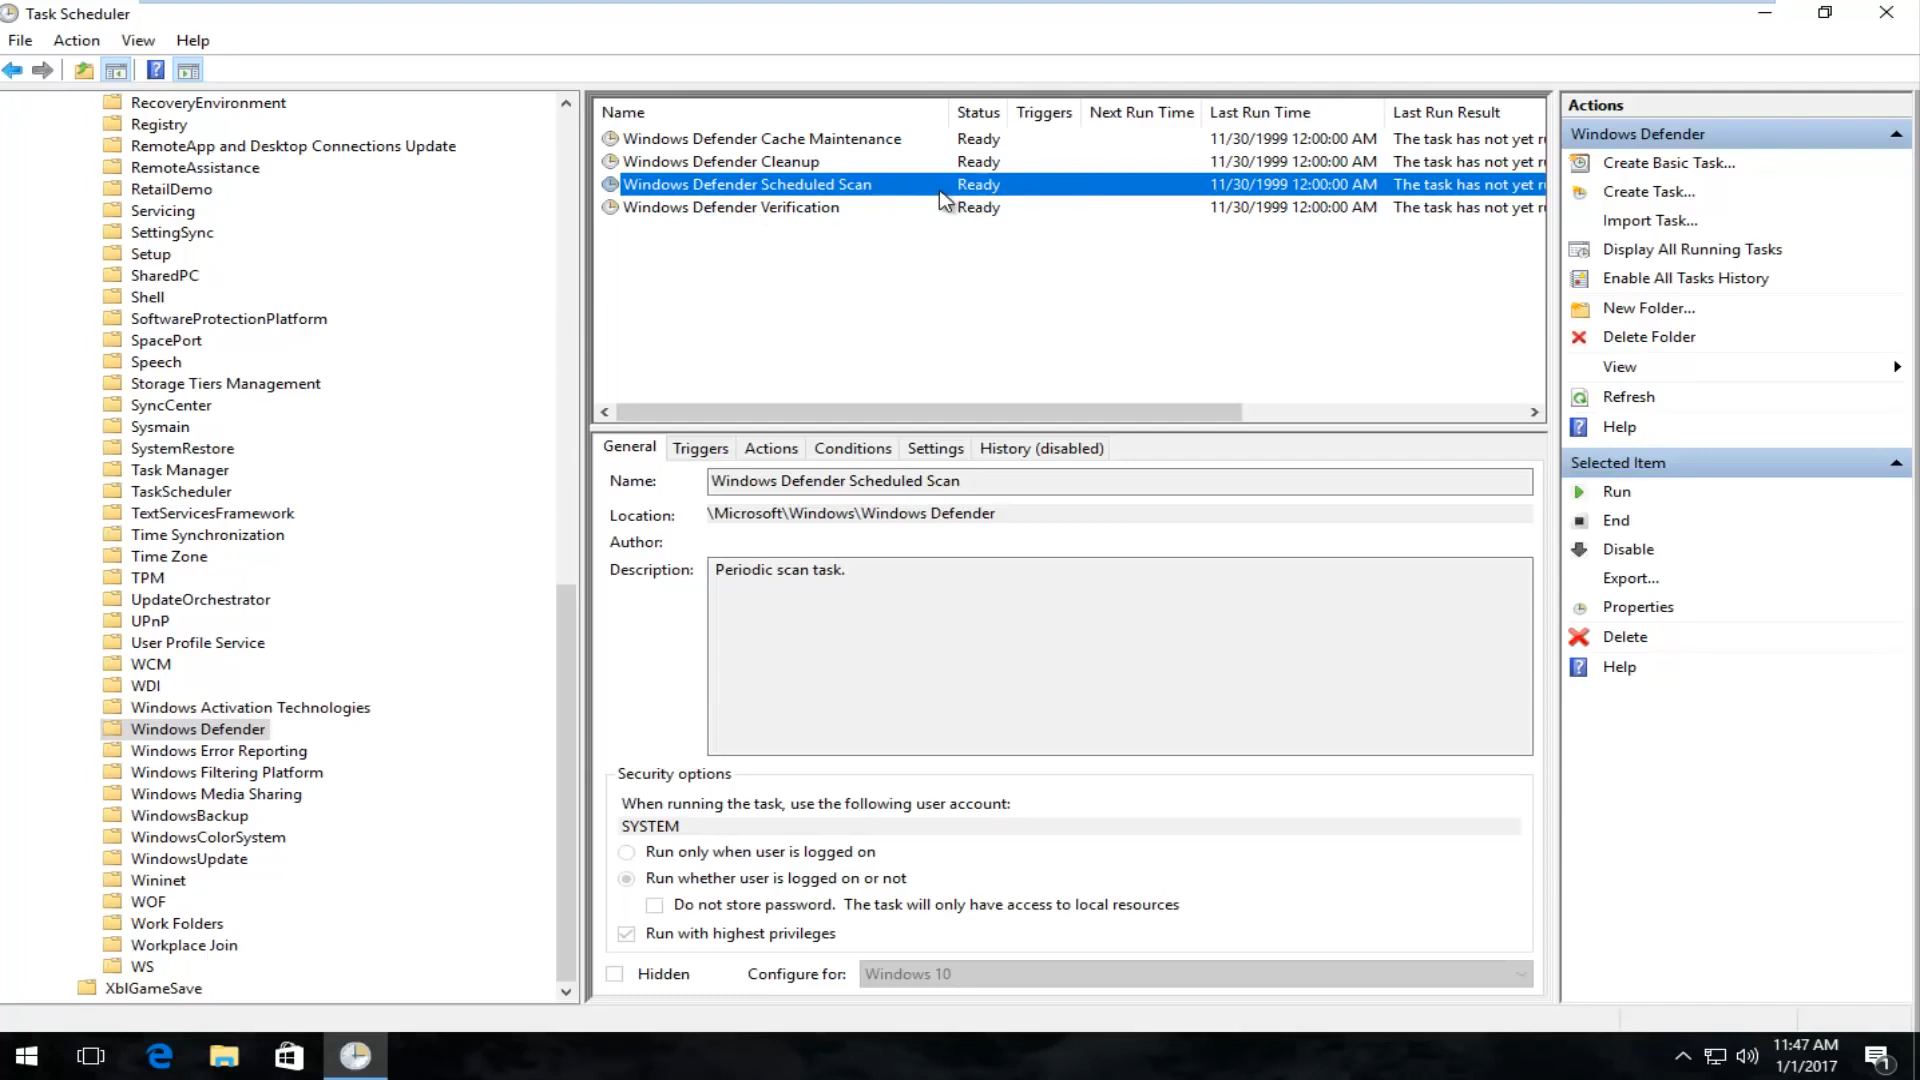 Task Scheduler
File Action View Help
RecoveryEnvironment
Registry
RemoteApp and Desktop Connections Update
RemoteAssistance
RetailDemo
Servicing
SettingSync
Setup
SharedPC
Shell
SoftwareProtectionPlatform
SpacePort
Speech
Storage Tiers Management
SyncCenter
Sysmain
SystemRestore
Task Manager
TaskScheduler
TextServicesFramework
Time Synchronization
Time Zone
TPM
UpdateOrchestrator
UPnP
User Profile Service
WCM
WDI
Windows Activation Technologies
Windows Defender
Windows Error Reporting
Windows Filtering Platform
Windows Media Sharing
WindowsBackup
WindowsColorSystem
WindowsUpdate
Wininet
WOF
Work Folders
Workplace Join
WS
XblGameSave
Name Status Triggers Next Run Time Last Run Time Last Run Result
Windows Defender Cache Maintenance Ready 11/30/1999 12:00:00 AM The task has not yet r
Windows Defender Cleanup Ready 11/30/1999 12:00:00 AM The task has not yet r
Windows Defender Scheduled Scan Ready 11/30/1999 12:00:00 AM The task has not yet r
Windows Defender Verification Ready 11/30/1999 12:00:00 AM The task has not yet r
General Triggers Actions Conditions Settings History (disabled)
Name: Windows Defender Scheduled Scan
Location: \Microsoft\Windows\Windows Defender
Author:
Description: Periodic scan task.
Security options
When running the task, use the following user account:
SYSTEM
Run only when user is logged on
Run whether user is logged on or not
Do not store password. The task will only have access to local resources
Run with highest privileges
Hidden Configure for: Windows 10
Actions
Windows Defender
Create Basic Task...
Create Task...
Import Task...
Display All Running Tasks
Enable All Tasks History
New Folder...
Delete Folder
View
Refresh
Help
Selected Item
Run
End
Disable
Export...
Properties
Delete
Help
11:47 AM
1/1/2017
1